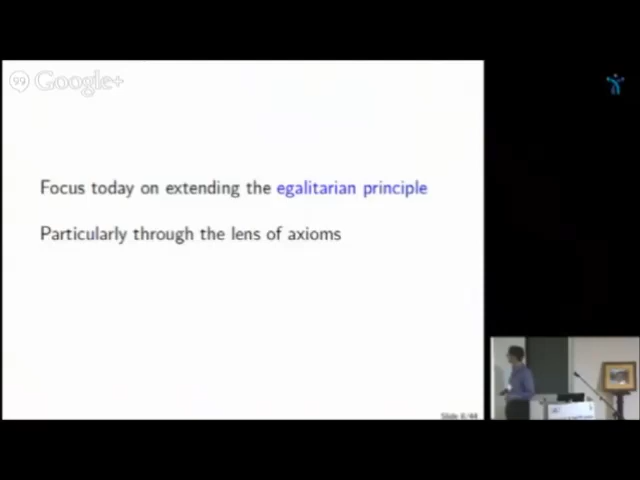 Google+
Focus today on extending the egalitarian principle
Particularly through the lens of axioms